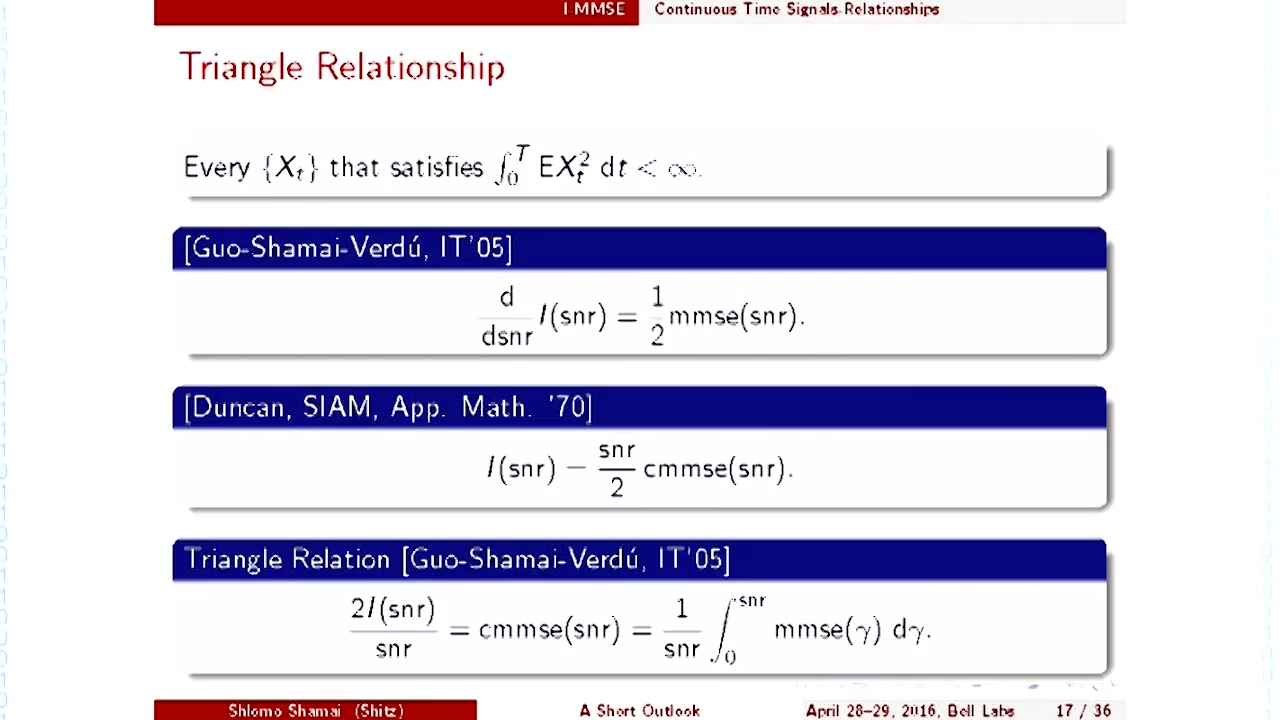 I-MMSE Continuous Time Signals-Relationships
Triangle Relationship
Every {X_t} that satisfies ∫_0^T EX_t^2 dt < ∞.
[Guo-Shamai-Verdú, IT'05]
d/dsnr I(snr) = 1/2 mmse(snr).
[Duncan, SIAM, App. Math. '70]
I(snr) = snr/2 cmmse(snr).
Triangle Relation [Guo-Shamai-Verdú, IT'05]
2I(snr)/snr = cmmse(snr) = 1/snr ∫_0^snr mmse(γ) dγ.
Shlomo Shamai (Shitz) A Short Outlook April 28–29, 2016, Bell Labs 17 / 36